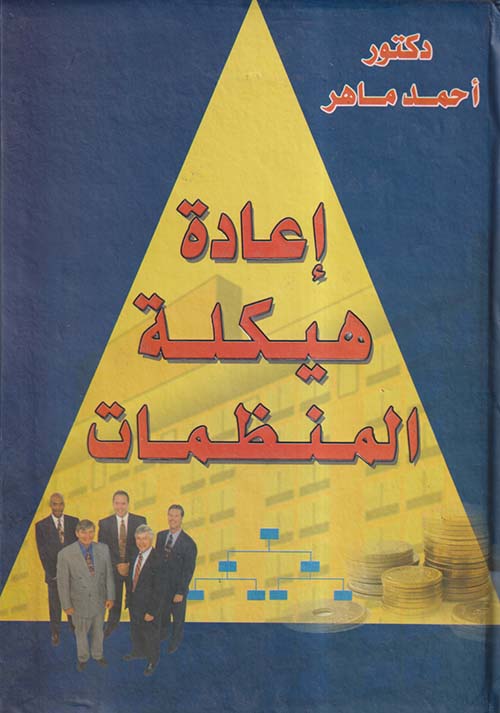 دكتور
أحمد ماهر
إعادة
هيكلة
المنظمات